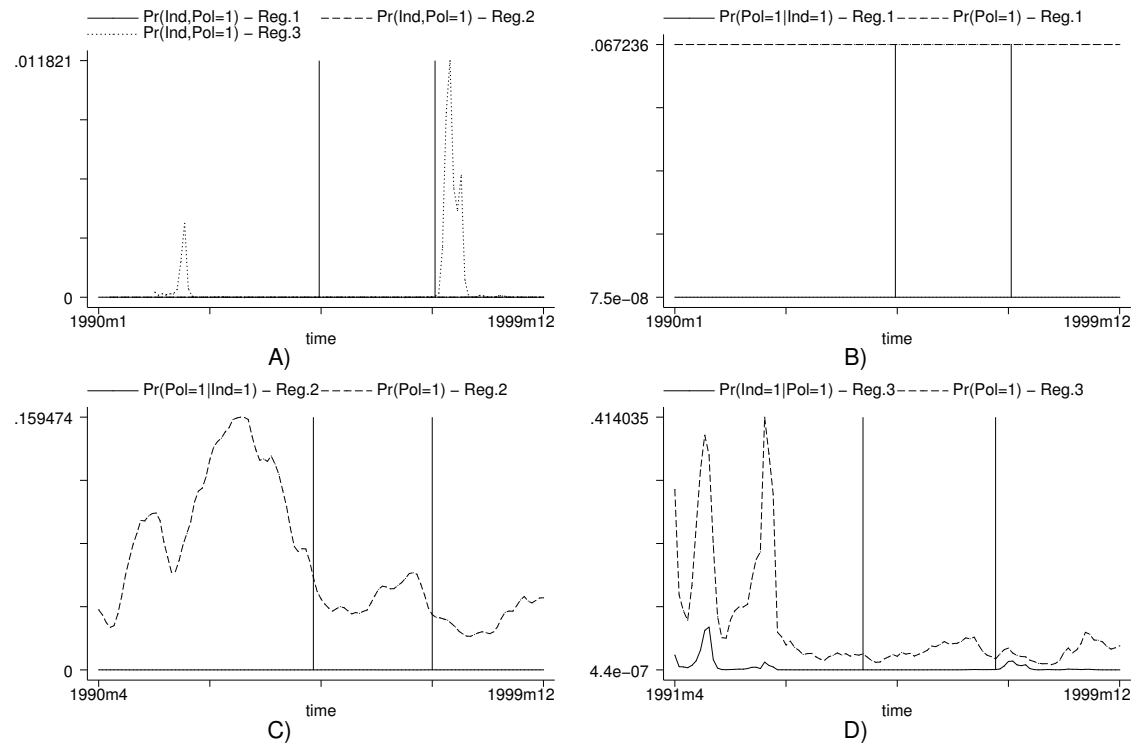 Pr(Ind,Pol=1) − Reg.1 Pr(Ind,Pol=1) − Reg.2
Pr(Ind,Pol=1) − Reg.3
.011821
0
1990m1 1999m12
time
A)
Pr(Pol=1|Ind=1) − Reg.1 Pr(Pol=1) − Reg.1
.067236
7.5e−08
1990m1 1999m12
time
B)
Pr(Pol=1|Ind=1) − Reg.2 Pr(Pol=1) − Reg.2
.159474
0
1990m4 1999m12
time
C)
Pr(Ind=1|Pol=1) − Reg.3 Pr(Pol=1) − Reg.3
.414035
4.4e−07
1991m4 1999m12
time
D)